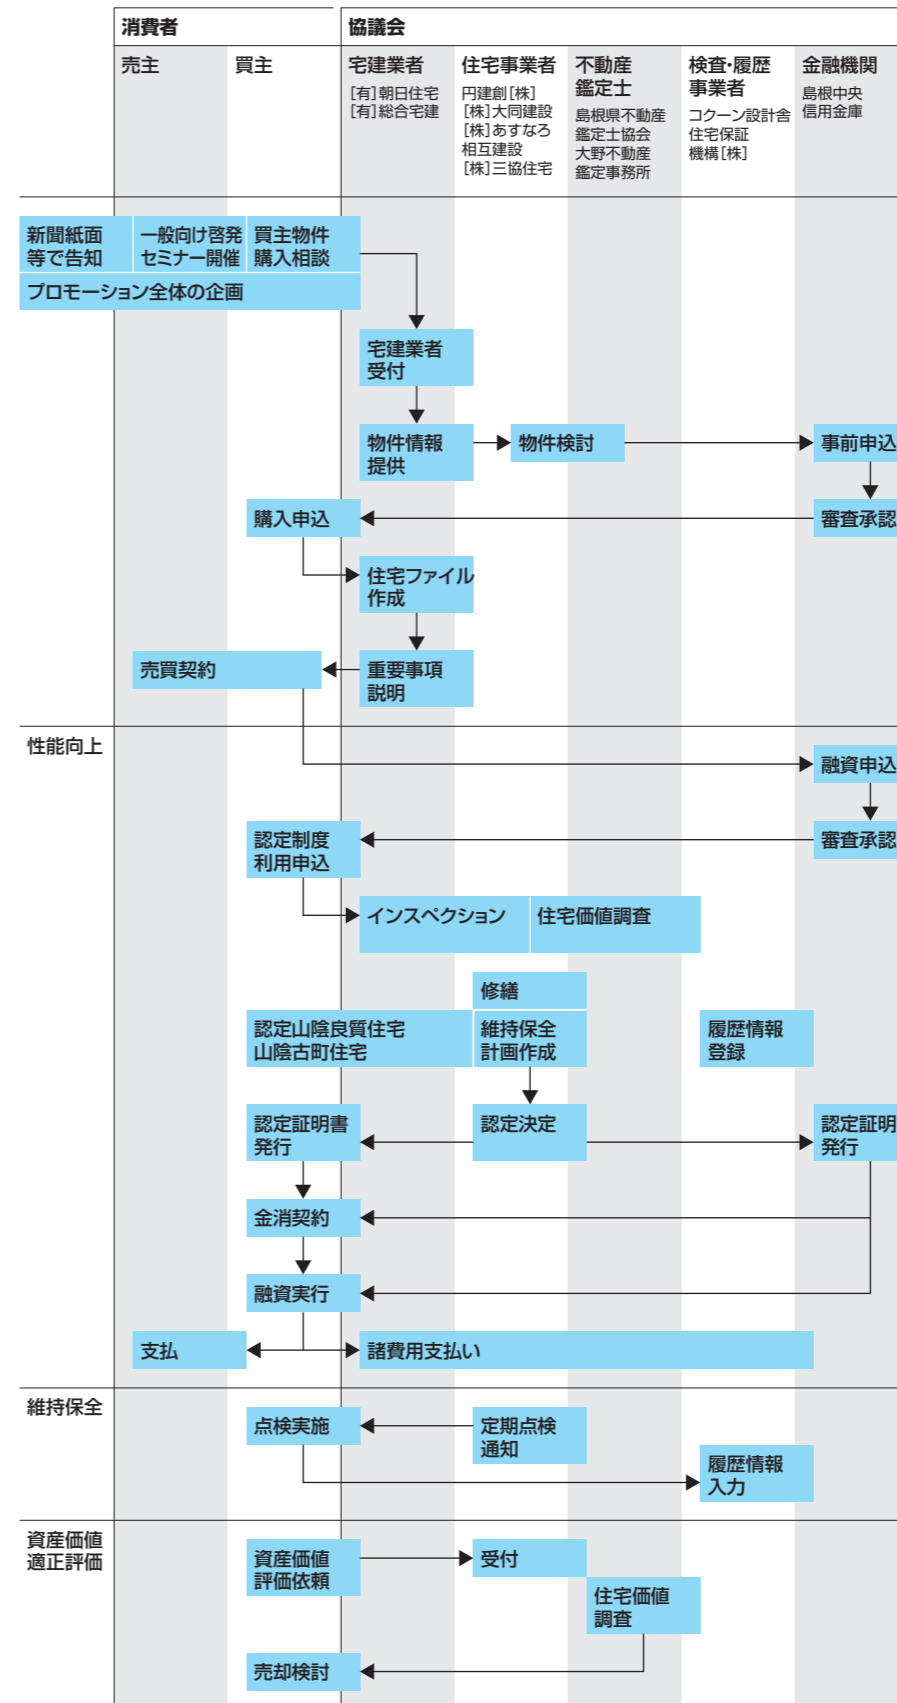 消費者
協議会
売主
買主
宅建業者
[有]朝日住宅
[有]総合宅建
住宅事業者
円建創[株]
[株]大同建設
[株]あすなろ
相互建設
[株]三協住宅
不動産
鑑定士
島根県不動産
鑑定士協会
大野不動産
鑑定事務所
検査・履歴
事業者
コクーン設計舎
住宅保証
機構[株]
金融機関
島根中央
信用金庫
新聞紙面
等で告知
一般向け啓発
セミナー開催
買主物件
購入相談
プロモーション全体の企画
宅建業者
受付
物件情報
提供
物件検討
事前申込
購入申込
審査承認
住宅ファイル
作成
売買契約
重要事項
説明
性能向上
融資申込
認定制度
利用申込
審査承認
インスペクション
住宅価値調査
修繕
認定山陰良質住宅
山陰古町住宅
維持保全
計画作成
履歴情報
登録
認定証明書
発行
認定決定
認定証明
発行
金消契約
融資実行
支払
諸費用支払い
維持保全
点検実施
定期点検
通知
履歴情報
入力
資産価値
適正評価
資産価値
評価依頼
受付
住宅価値
調査
売却検討